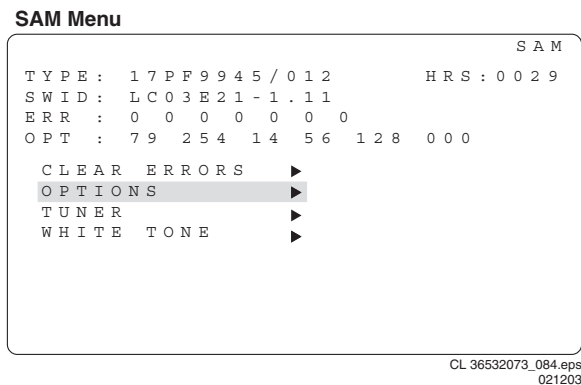 SAM Menu
SAM
TYPE: 17PF9945/012 HRS:0029
SWID: LC03E21-1.11
ERR : 0 0 0 0 0 0 0
OPT : 79 254 14 56 128 000
CLEAR ERRORS ▶
OPTIONS ▶
TUNER ▶
WHITE TONE ▶
CL 36532073_084.eps
021203